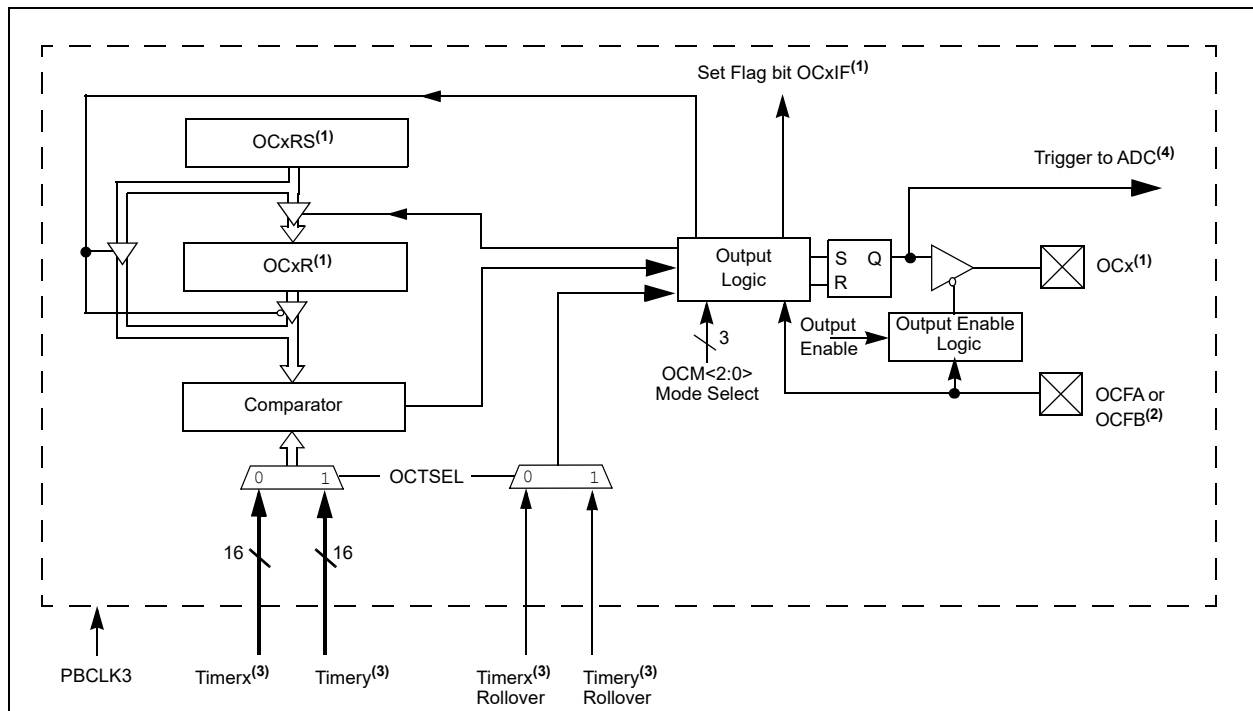 Set Flag bit OCxIF(1)
OCxRS(1)
Trigger to ADC(4)
OCxR(1)
Output
Logic
S Q
R
OCx(1)
3
Output
Enable
Output Enable
Logic
OCM<2:0>
Mode Select
Comparator
OCFA or
OCFB(2)
0 1
OCTSEL
0 1
16
16
PBCLK3
Timerx(3)
Timery(3)
Timerx(3)
Rollover
Timery(3)
Rollover